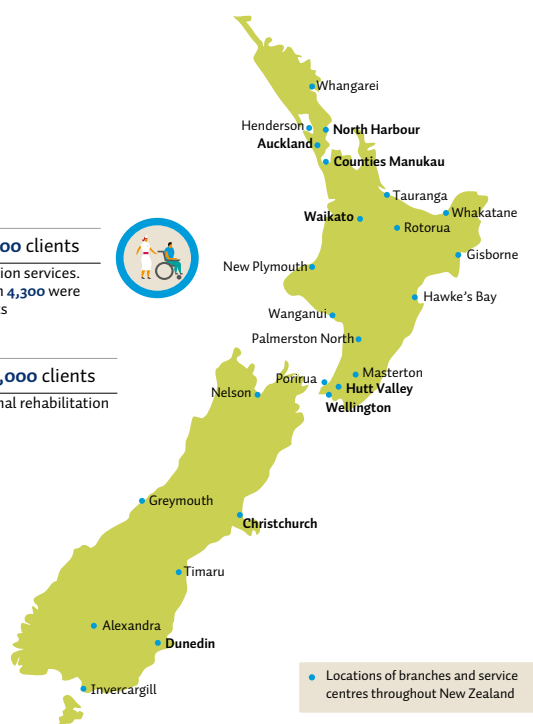 Whangarei
Henderson
North Harbour
Auckland
Counties Manukau
Tauranga
Waikato
Whakatane
Rotorua
00 clients
Gisborne
ion services.
New Plymouth
4,300 were
Hawke's Bay
Wanganui
Palmerston North
Masterton
,000 clients
Porirua
Hutt Valley
Nelson
nal rehabilitation
Wellington
Greymouth
Christchurch
Timaru
Alexandra
Dunedin
Locations of branches and service
centres throughout New Zealand
Invercargill